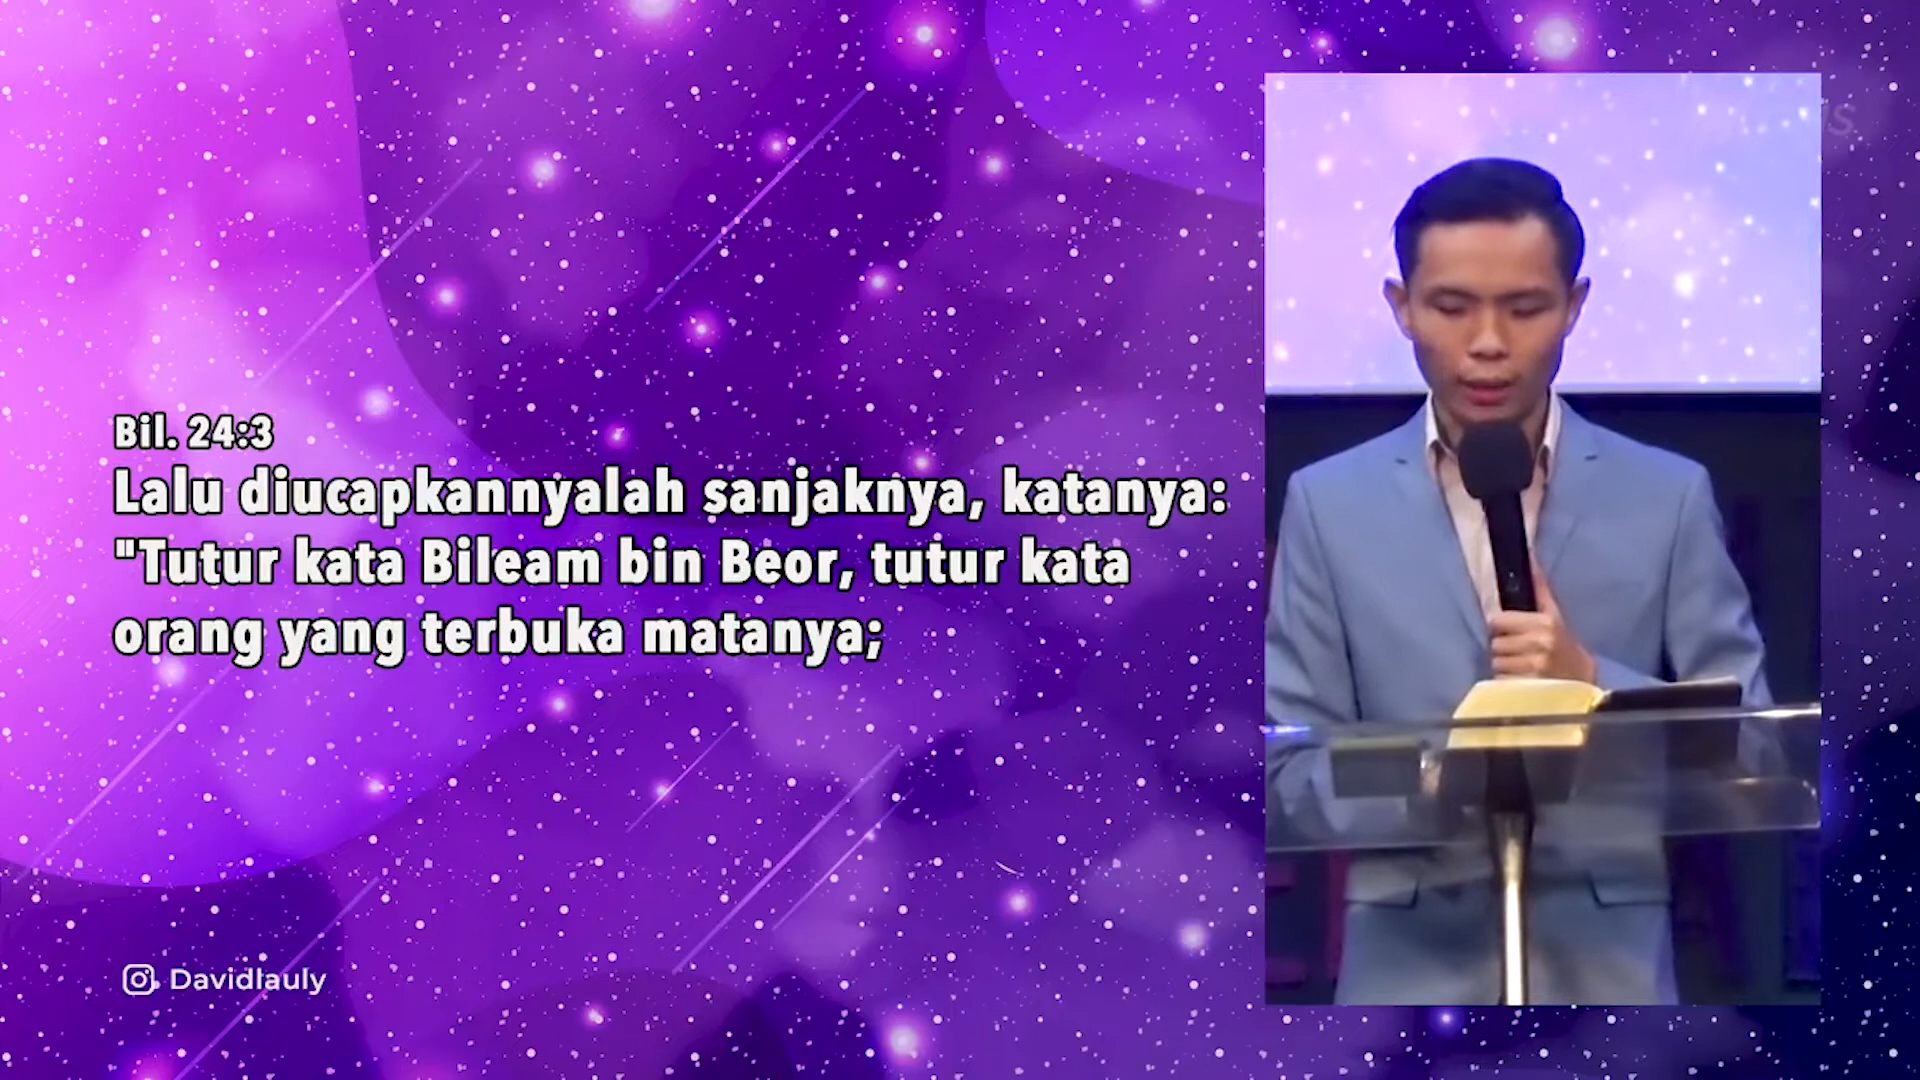 Bil. 24:3
Lalu diucapkannyalah sanjaknya, katanya:
"Tutur kata Bileam bin Beor, tutur kata
orang yang terbuka matanya;
Davidlauly